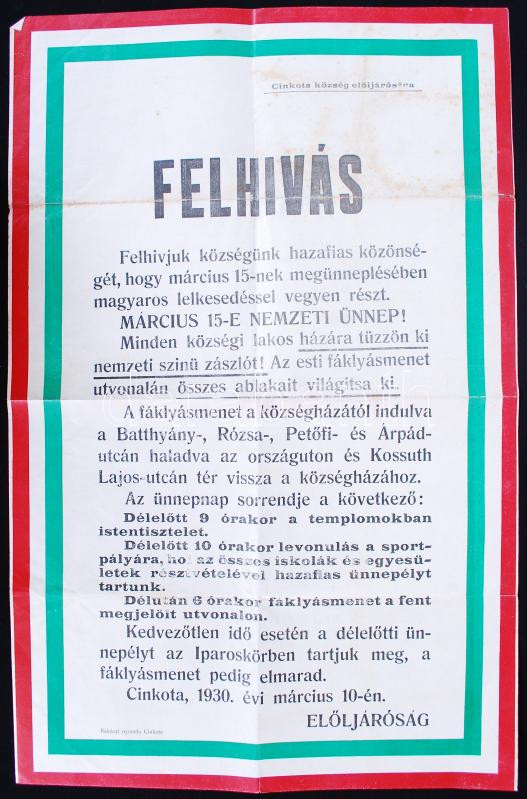 Cinkota község előljárósága
FELHIVÁS
Felhivjuk községünk hazafias közönsé-
gét, hogy március 15-nek megünneplésében
magyaros lelkesedéssel vegyen részt.
MÁRCIUS 15-E NEMZETI ÜNNEP!
Minden községi lakos házára tüzzön ki
nemzeti szinü zászlót! Az esti fáklyásmenet
utvonalán összes ablakait világitsa ki.
A fáklyásmenet a községházától indulva
a Batthyány-, Rózsa-, Petőfi- és Árpád-
utcán haladva az országuton és Kossuth
Lajos-utcán tér vissza a községházához.
Az ünnepnap sorrendje a következő:
Délelőtt 9 órakor a templomokban
istentisztelet.
Délelőtt 10 órakor levonulás a sport-
pályára, hol az összes iskolák és egyesü-
letek részvételével hazafias ünnepélyt
tartunk.
Délután 6 órakor fáklyásmenet a fent
megjelölt utvonalon.
Kedvezőtlen idő esetén a délelőtti ün-
nepélyt az Iparoskörben tartjuk meg, a
fáklyásmenet pedig elmarad.
Cinkota, 1930. évi március 10-én.
ELŐLJÁRÓSÁG
nyomda Cinkota